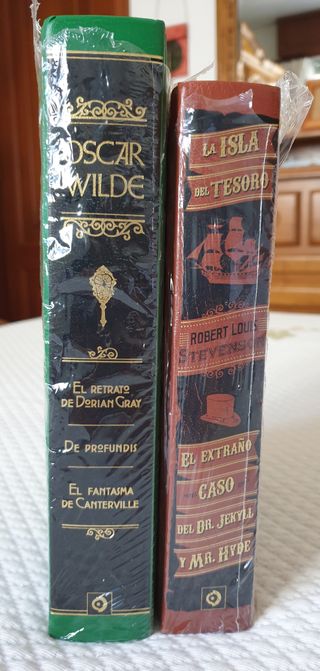 OSCAR
WILDE
EL RETRATO
DE DORIAN GRAY
DE PROFUNDIS
EL FANTASMA
DE CANTERVILLE
LA ISLA
DEL TESORO
ROBERT LOUIS
STEVENSON
EL EXTRAÑO
CASO
DEL DR. JEKYLL
Y MR. HYDE